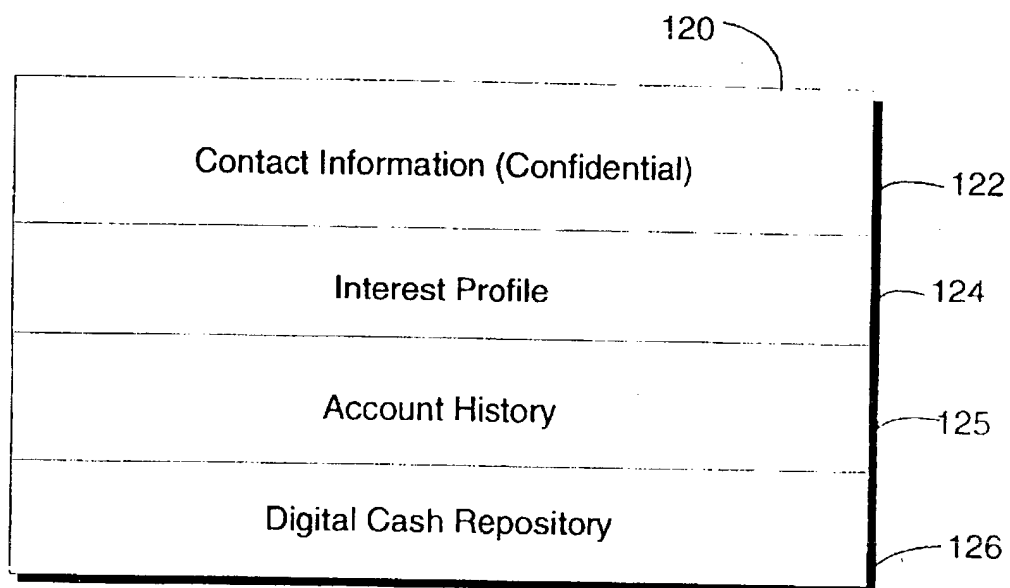 120
Contact Information (Confidential)
122
Interest Profile
124
Account History
125
Digital Cash Repository
126